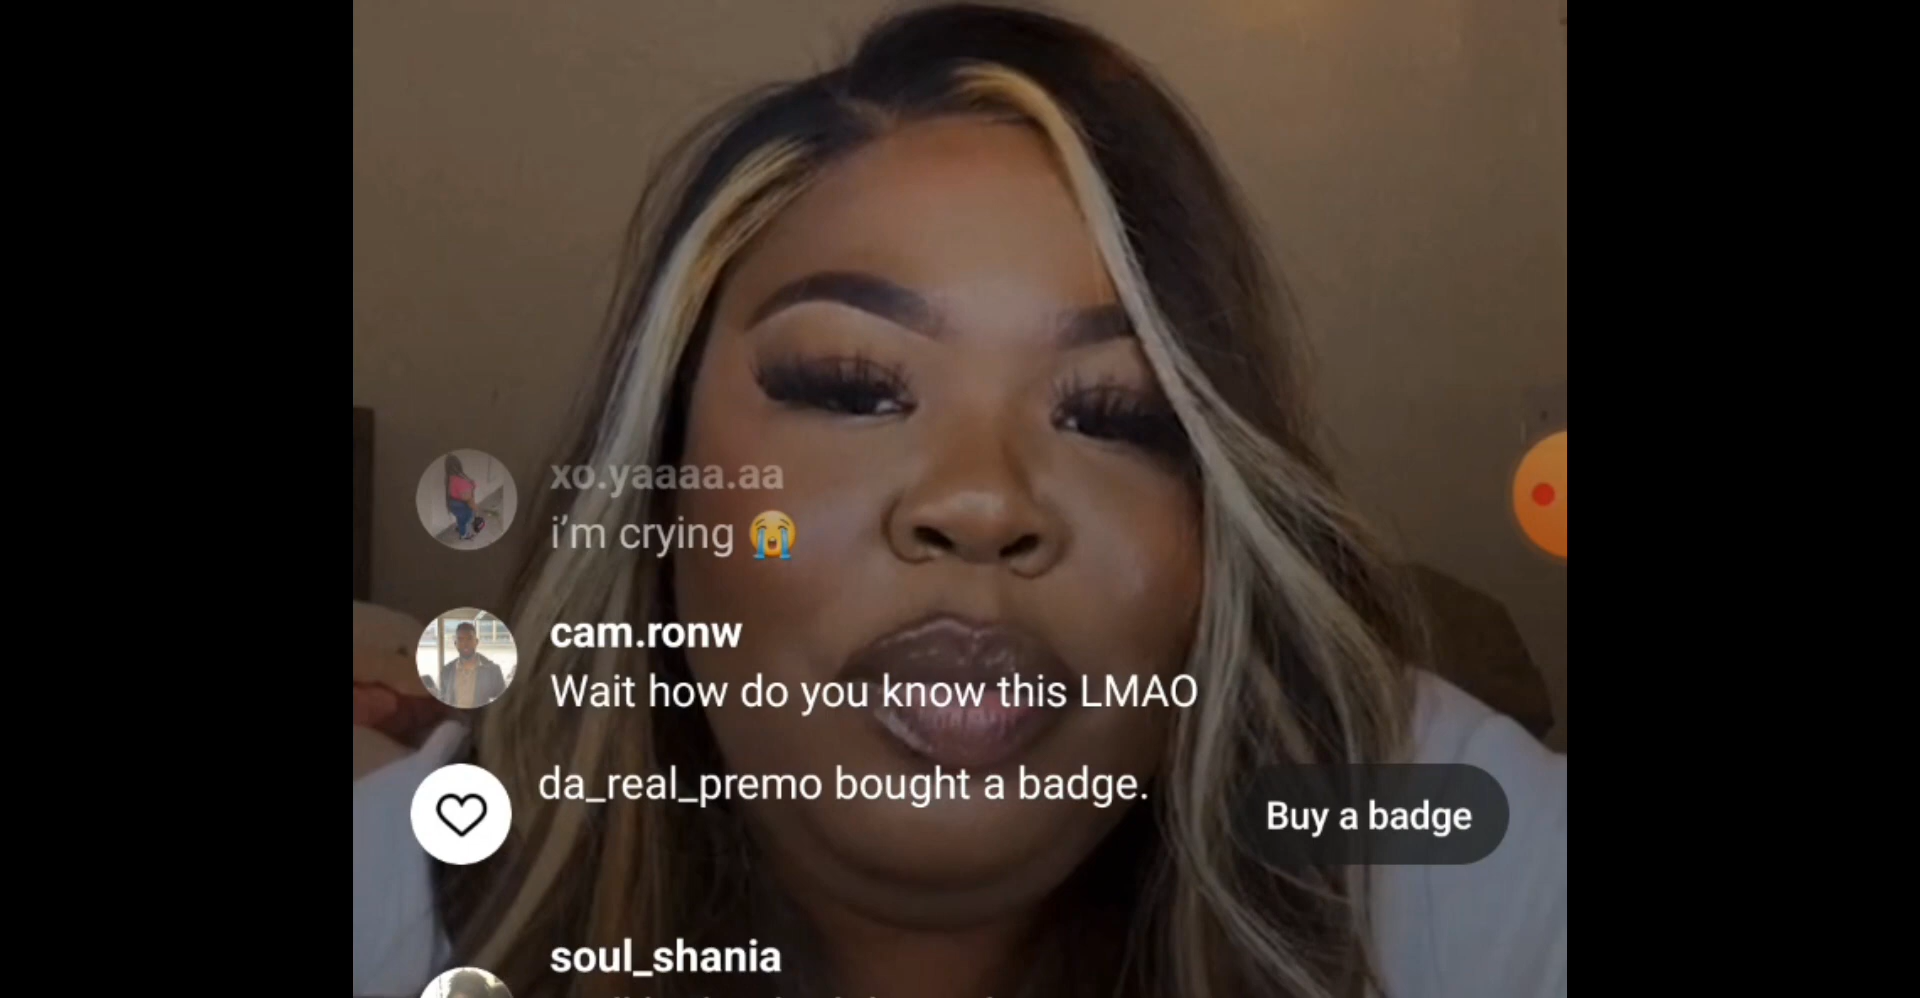 xo.yaaaa.aa
i’m crying 😭
cam.ronw
Wait how do you know this LMAO
da_real_premo bought a badge.
Buy a badge
soul_shania